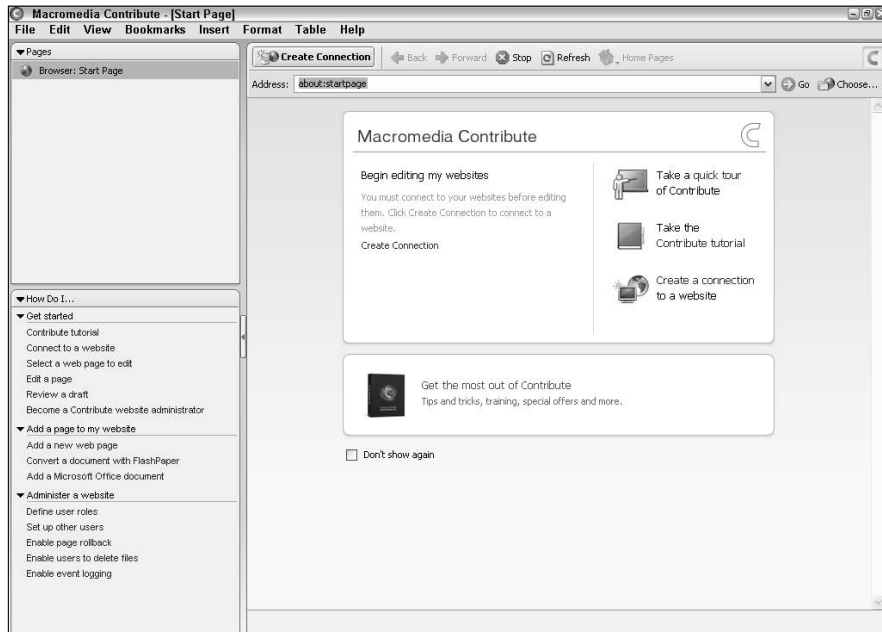 Macromedia Contribute - [Start Page]
File Edit View Bookmarks Insert Format Table Help
Pages
Browser: Start Page
Create Connection Back Forward Stop Refresh Home Pages
Address: about:startpage Go Choose...
Macromedia Contribute
Begin editing my websites
You must connect to your websites before editing
them. Click Create Connection to connect to a
website.
Create Connection
Take a quick tour
of Contribute
Take the
Contribute tutorial
Create a connection
to a website
Get the most out of Contribute
Tips and tricks, training, special offers and more.
Don't show again
How Do I...
Get started
Contribute tutorial
Connect to a website
Select a web page to edit
Edit a page
Review a draft
Become a Contribute website administrator
Add a page to my website
Add a new web page
Convert a document with FlashPaper
Add a Microsoft Office document
Administer a website
Define user roles
Set up other users
Enable page rollback
Enable users to delete files
Enable event logging